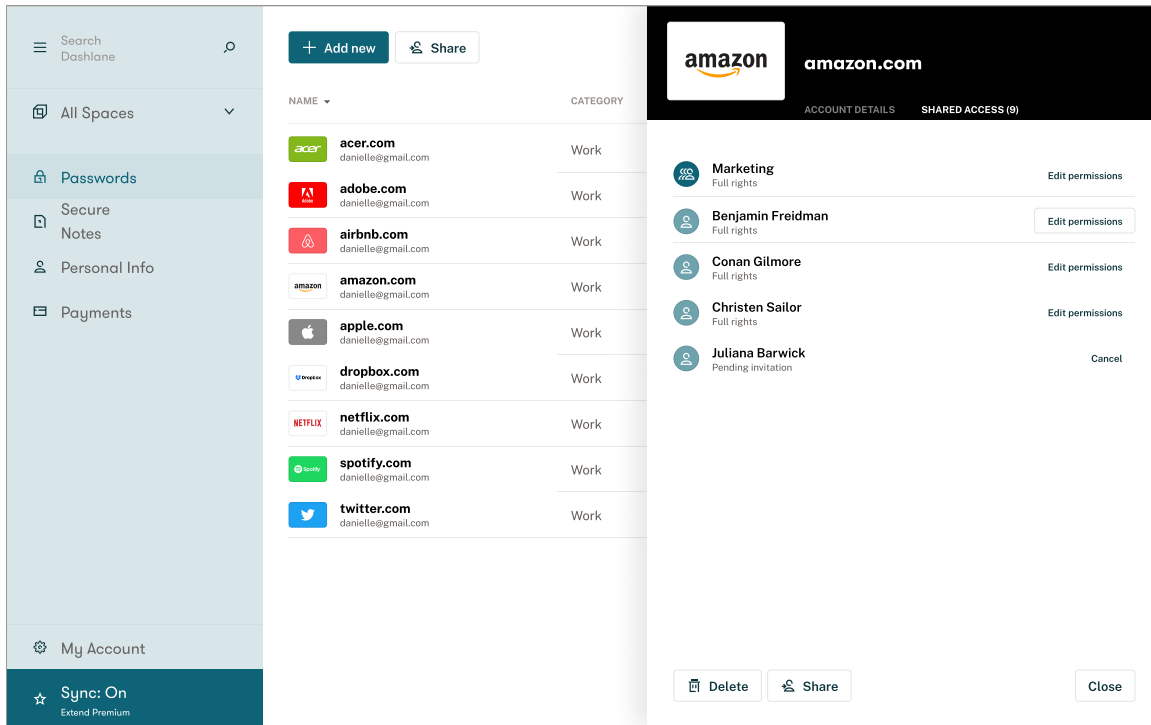 Search
Dashlane
All Spaces
Passwords
Secure
Notes
Personal Info
Payments
My Account
Sync: On
Extend Premium
Add new
Share
NAME
CATEGORY
acer
acer.com
danielle@gmail.com
Work
Adobe
adobe.com
danielle@gmail.com
Work
airbnb.com
danielle@gmail.com
Work
amazon
amazon.com
danielle@gmail.com
Work
apple.com
danielle@gmail.com
Work
Dropbox
dropbox.com
danielle@gmail.com
Work
NETFLIX
netflix.com
danielle@gmail.com
Work
Spotify
spotify.com
danielle@gmail.com
Work
twitter.com
danielle@gmail.com
Work
amazon
amazon.com
ACCOUNT DETAILS
SHARED ACCESS (9)
Marketing
Full rights
Edit permissions
Benjamin Freidman
Full rights
Edit permissions
Conan Gilmore
Full rights
Edit permissions
Christen Sailor
Full rights
Edit permissions
Juliana Barwick
Pending invitation
Cancel
Delete
Share
Close